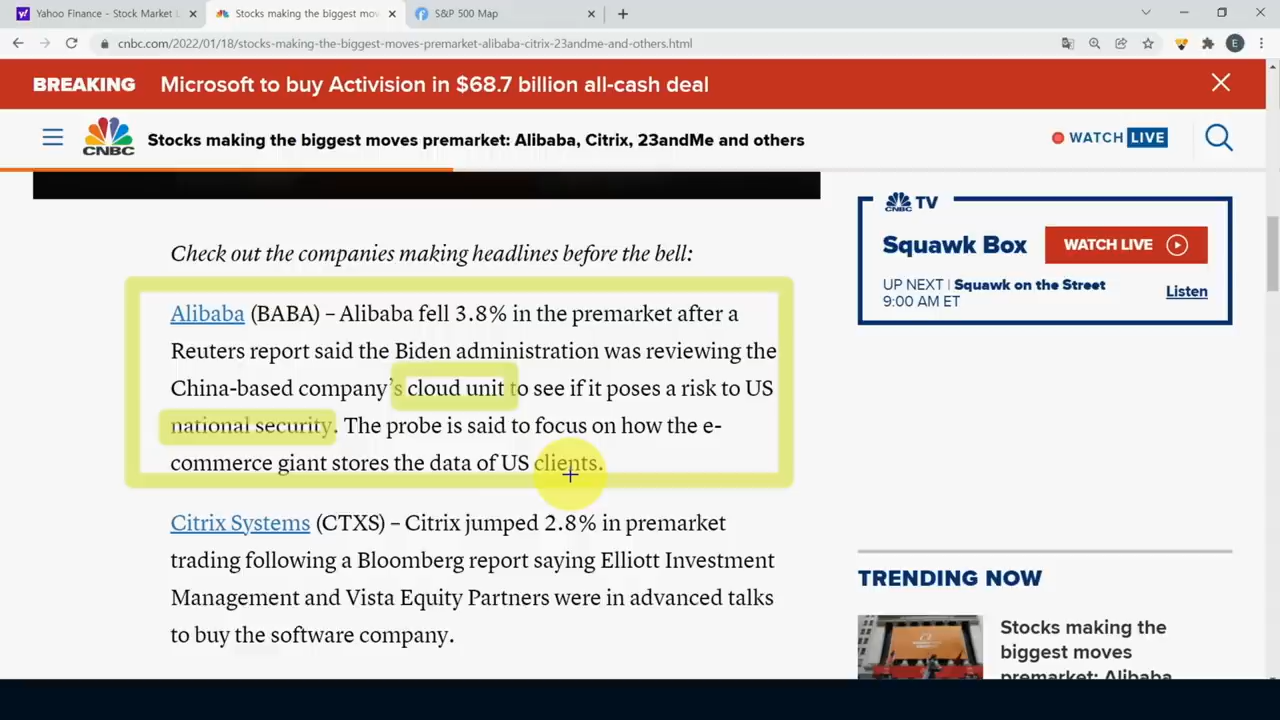 Yahoo Finance - Stock Market L
Stocks making the biggest mov
S&P 500 Map
cnbc.com/2022/01/18/stocks-making-the-biggest-moves-premarket-alibaba-citrix-23andme-and-others.html
E
BREAKING Microsoft to buy Activision in $68.7 billion all-cash deal
CNBC
Stocks making the biggest moves premarket: Alibaba, Citrix, 23andMe and others
WATCH LIVE
Check out the companies making headlines before the bell:
Alibaba (BABA) – Alibaba fell 3.8% in the premarket after a
Reuters report said the Biden administration was reviewing the
China-based company’s cloud unit to see if it poses a risk to US
national security. The probe is said to focus on how the e-
commerce giant stores the data of US clients.
Citrix Systems (CTXS) – Citrix jumped 2.8% in premarket
trading following a Bloomberg report saying Elliott Investment
Management and Vista Equity Partners were in advanced talks
to buy the software company.
CNBC TV
Squawk Box
WATCH LIVE
UP NEXT | Squawk on the Street
9:00 AM ET
Listen
TRENDING NOW
Stocks making the
biggest moves
premarket: Alibaba